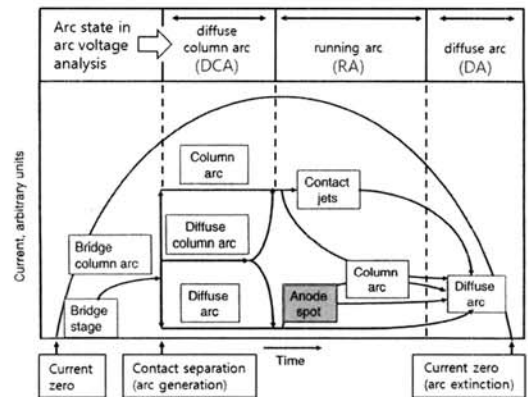 Arc state in
arc voltage
analysis
diffuse
column arc
(DCA)
running arc
(RA)
diffuse arc
(DA)
Current, arbitrary units
Column
arc
Contact
jets
Diffuse
column arc
Bridge
column arc
Column
arc
Diffuse
arc
Anode
spot
Diffuse
arc
Bridge
stage
Time
Current
zero
Contact separation
(arc generation)
Current zero
(arc extinction)